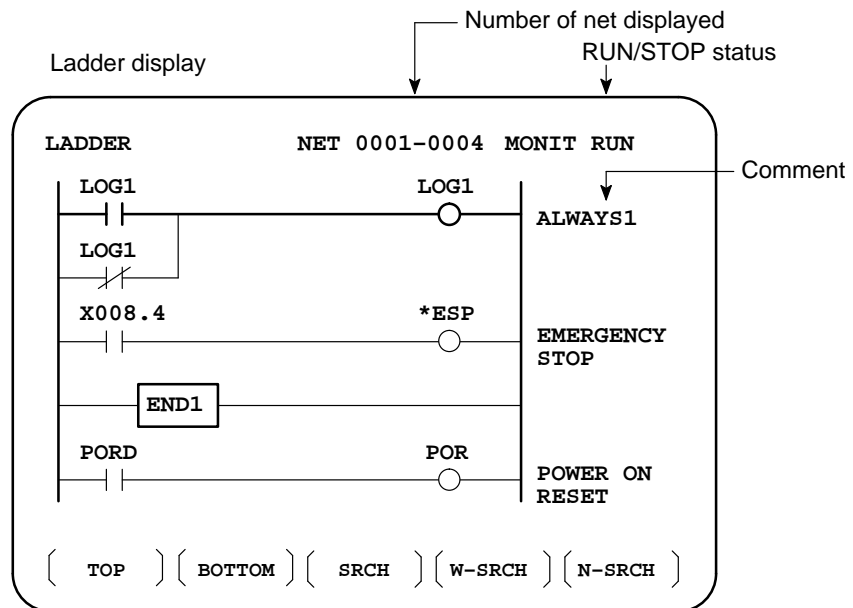 Number of net displayed
RUN/STOP status
Ladder display
LADDER NET 0001-0004 MONIT RUN
Comment
LOG1 LOG1
ALWAYS1
LOG1
X008.4 *ESP
EMERGENCY
STOP
END1
PORD POR
POWER ON
RESET
TOP BOTTOM SRCH W-SRCH N-SRCH